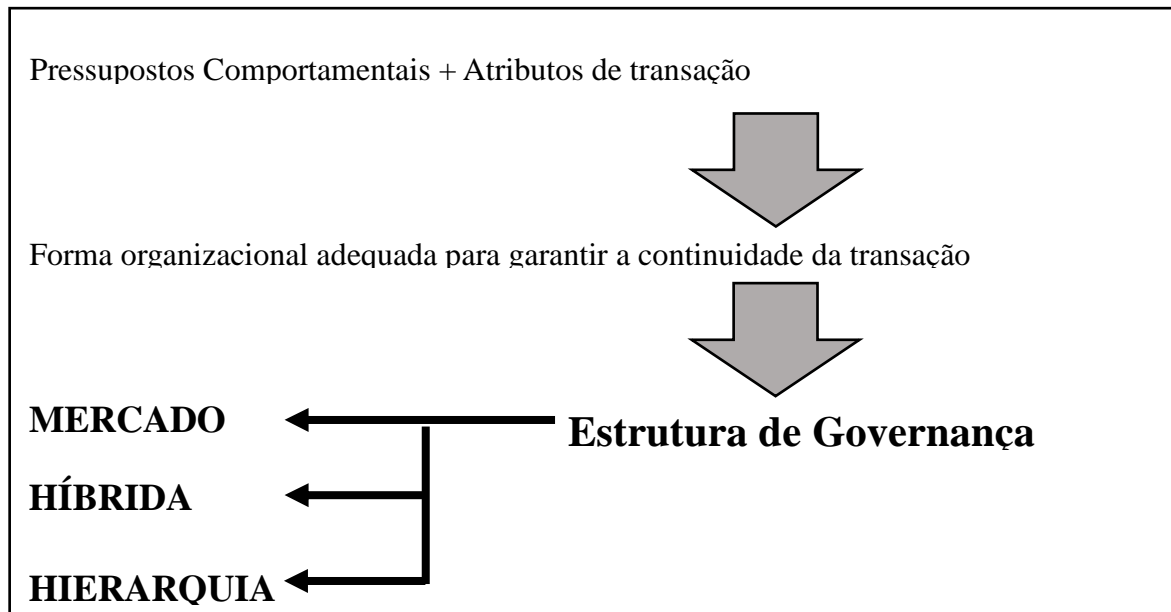 Pressupostos Comportamentais + Atributos de transação
Forma organizacional adequada para garantir a continuidade da transação
MERCADO
Estrutura de Governança
HÍBRIDA
HIERARQUIA